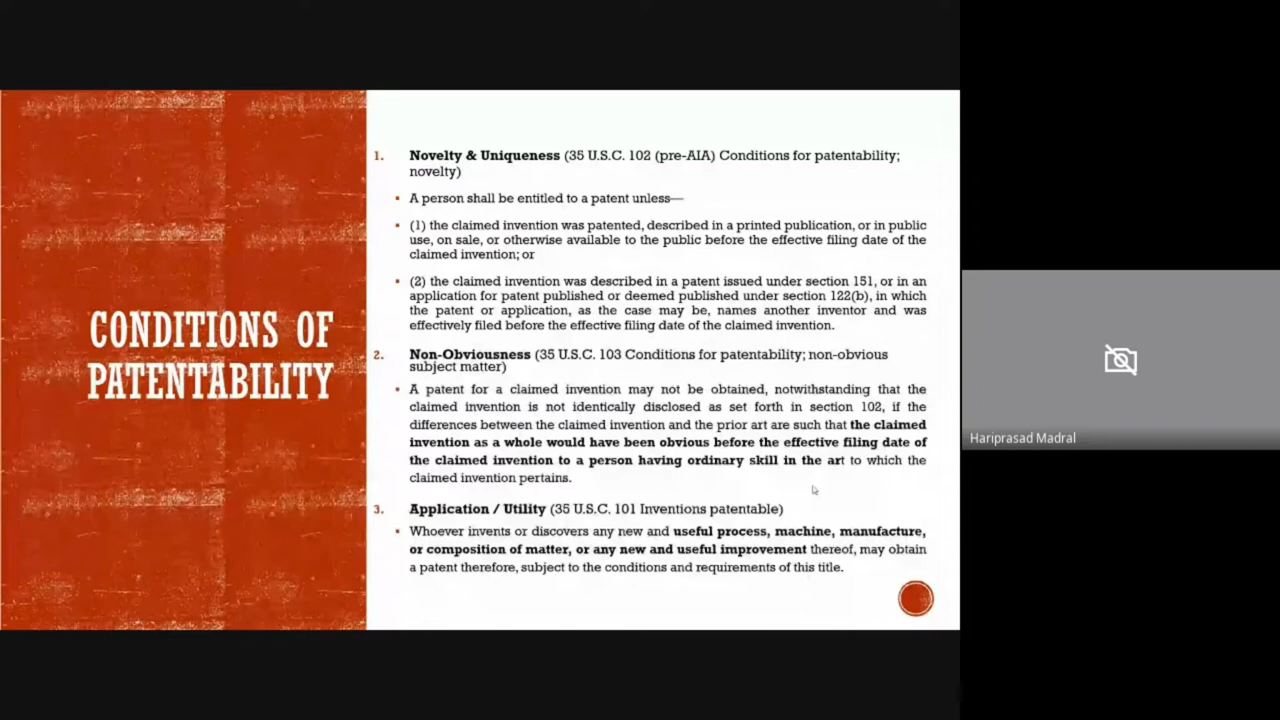 CONDITIONS OF
PATENTABILITY
1. Novelty & Uniqueness (35 U.S.C. 102 (pre-AIA) Conditions for patentability;
novelty)
▪ A person shall be entitled to a patent unless—
▪ (1) the claimed invention was patented, described in a printed publication, or in public
use, on sale, or otherwise available to the public before the effective filing date of the
claimed invention; or
▪ (2) the claimed invention was described in a patent issued under section 151, or in an
application for patent published or deemed published under section 122(b), in which
the patent or application, as the case may be, names another inventor and was
effectively filed before the effective filing date of the claimed invention.
2. Non-Obviousness (35 U.S.C. 103 Conditions for patentability; non-obvious
subject matter)
▪ A patent for a claimed invention may not be obtained, notwithstanding that the
claimed invention is not identically disclosed as set forth in section 102, if the
differences between the claimed invention and the prior art are such that the claimed
invention as a whole would have been obvious before the effective filing date of
the claimed invention to a person having ordinary skill in the art to which the
claimed invention pertains.
3. Application / Utility (35 U.S.C. 101 Inventions patentable)
▪ Whoever invents or discovers any new and useful process, machine, manufacture,
or composition of matter, or any new and useful improvement thereof, may obtain
a patent therefore, subject to the conditions and requirements of this title.
Hariprasad Madral